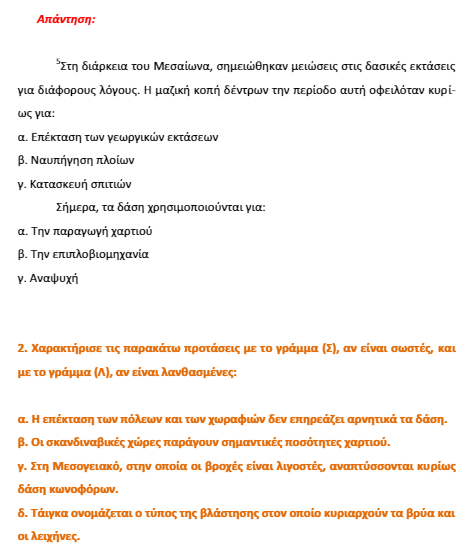 Απάντηση:
⁵Στη διάρκεια του Μεσαίωνα, σημειώθηκαν μειώσεις στις δασικές εκτάσεις
για διάφορους λόγους. Η μαζική κοπή δέντρων την περίοδο αυτή οφειλόταν κυρί-
ως για:
α. Επέκταση των γεωργικών εκτάσεων
β. Ναυπήγηση πλοίων
γ. Κατασκευή σπιτιών
Σήμερα, τα δάση χρησιμοποιούνται για:
α. Την παραγωγή χαρτιού
β. Την επιπλοβιομηχανία
γ. Αναψυχή
2. Χαρακτήρισε τις παρακάτω προτάσεις με το γράμμα (Σ), αν είναι σωστές, και
με το γράμμα (Λ), αν είναι λανθασμένες:
α. Η επέκταση των πόλεων και των χωραφιών δεν επηρεάζει αρνητικά τα δάση.
β. Οι σκανδιναβικές χώρες παράγουν σημαντικές ποσότητες χαρτιού.
γ. Στη Μεσογειακό, στην οποία οι βροχές είναι λιγοστές, αναπτύσσονται κυρίως
δάση κωνοφόρων.
δ. Τάιγκα ονομάζεται ο τύπος της βλάστησης στον οποίο κυριαρχούν τα βρύα και
οι λειχήνες.